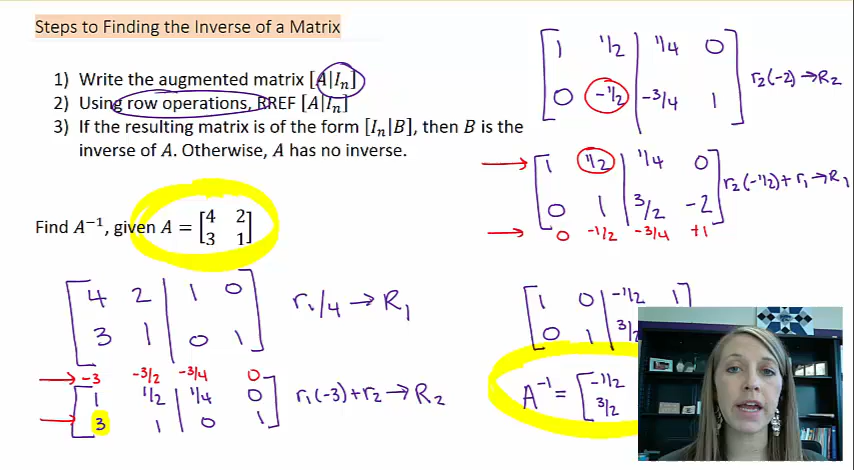 Steps to Finding the Inverse of a Matrix
1) Write the augmented matrix [A|Iₙ]
2) Using row operations, RREF [A|Iₙ]
3) If the resulting matrix is of the form [Iₙ|B], then B is the
inverse of A. Otherwise, A has no inverse.
Find A⁻¹, given A = [4 2
3 1]
4 2 | 1 0
3 1 | 0 1
r₁/4 → R₁
-3 -3/2 -3/4 0
1 1/2 | 1/4 0
3 1 | 0 1
r₁(-3)+r₂ → R₂
1 1/2 | 1/4 0
0 -1/2 | -3/4 1
r₂(-2) → R₂
1 1/2 | 1/4 0
0 1 | 3/2 -2
r₂(-1/2)+r₁ → R₁
0 -1/2 -3/4 +1
1 0 | -1/2 1
0 1 | 3/2
A⁻¹ = [-1/2
3/2